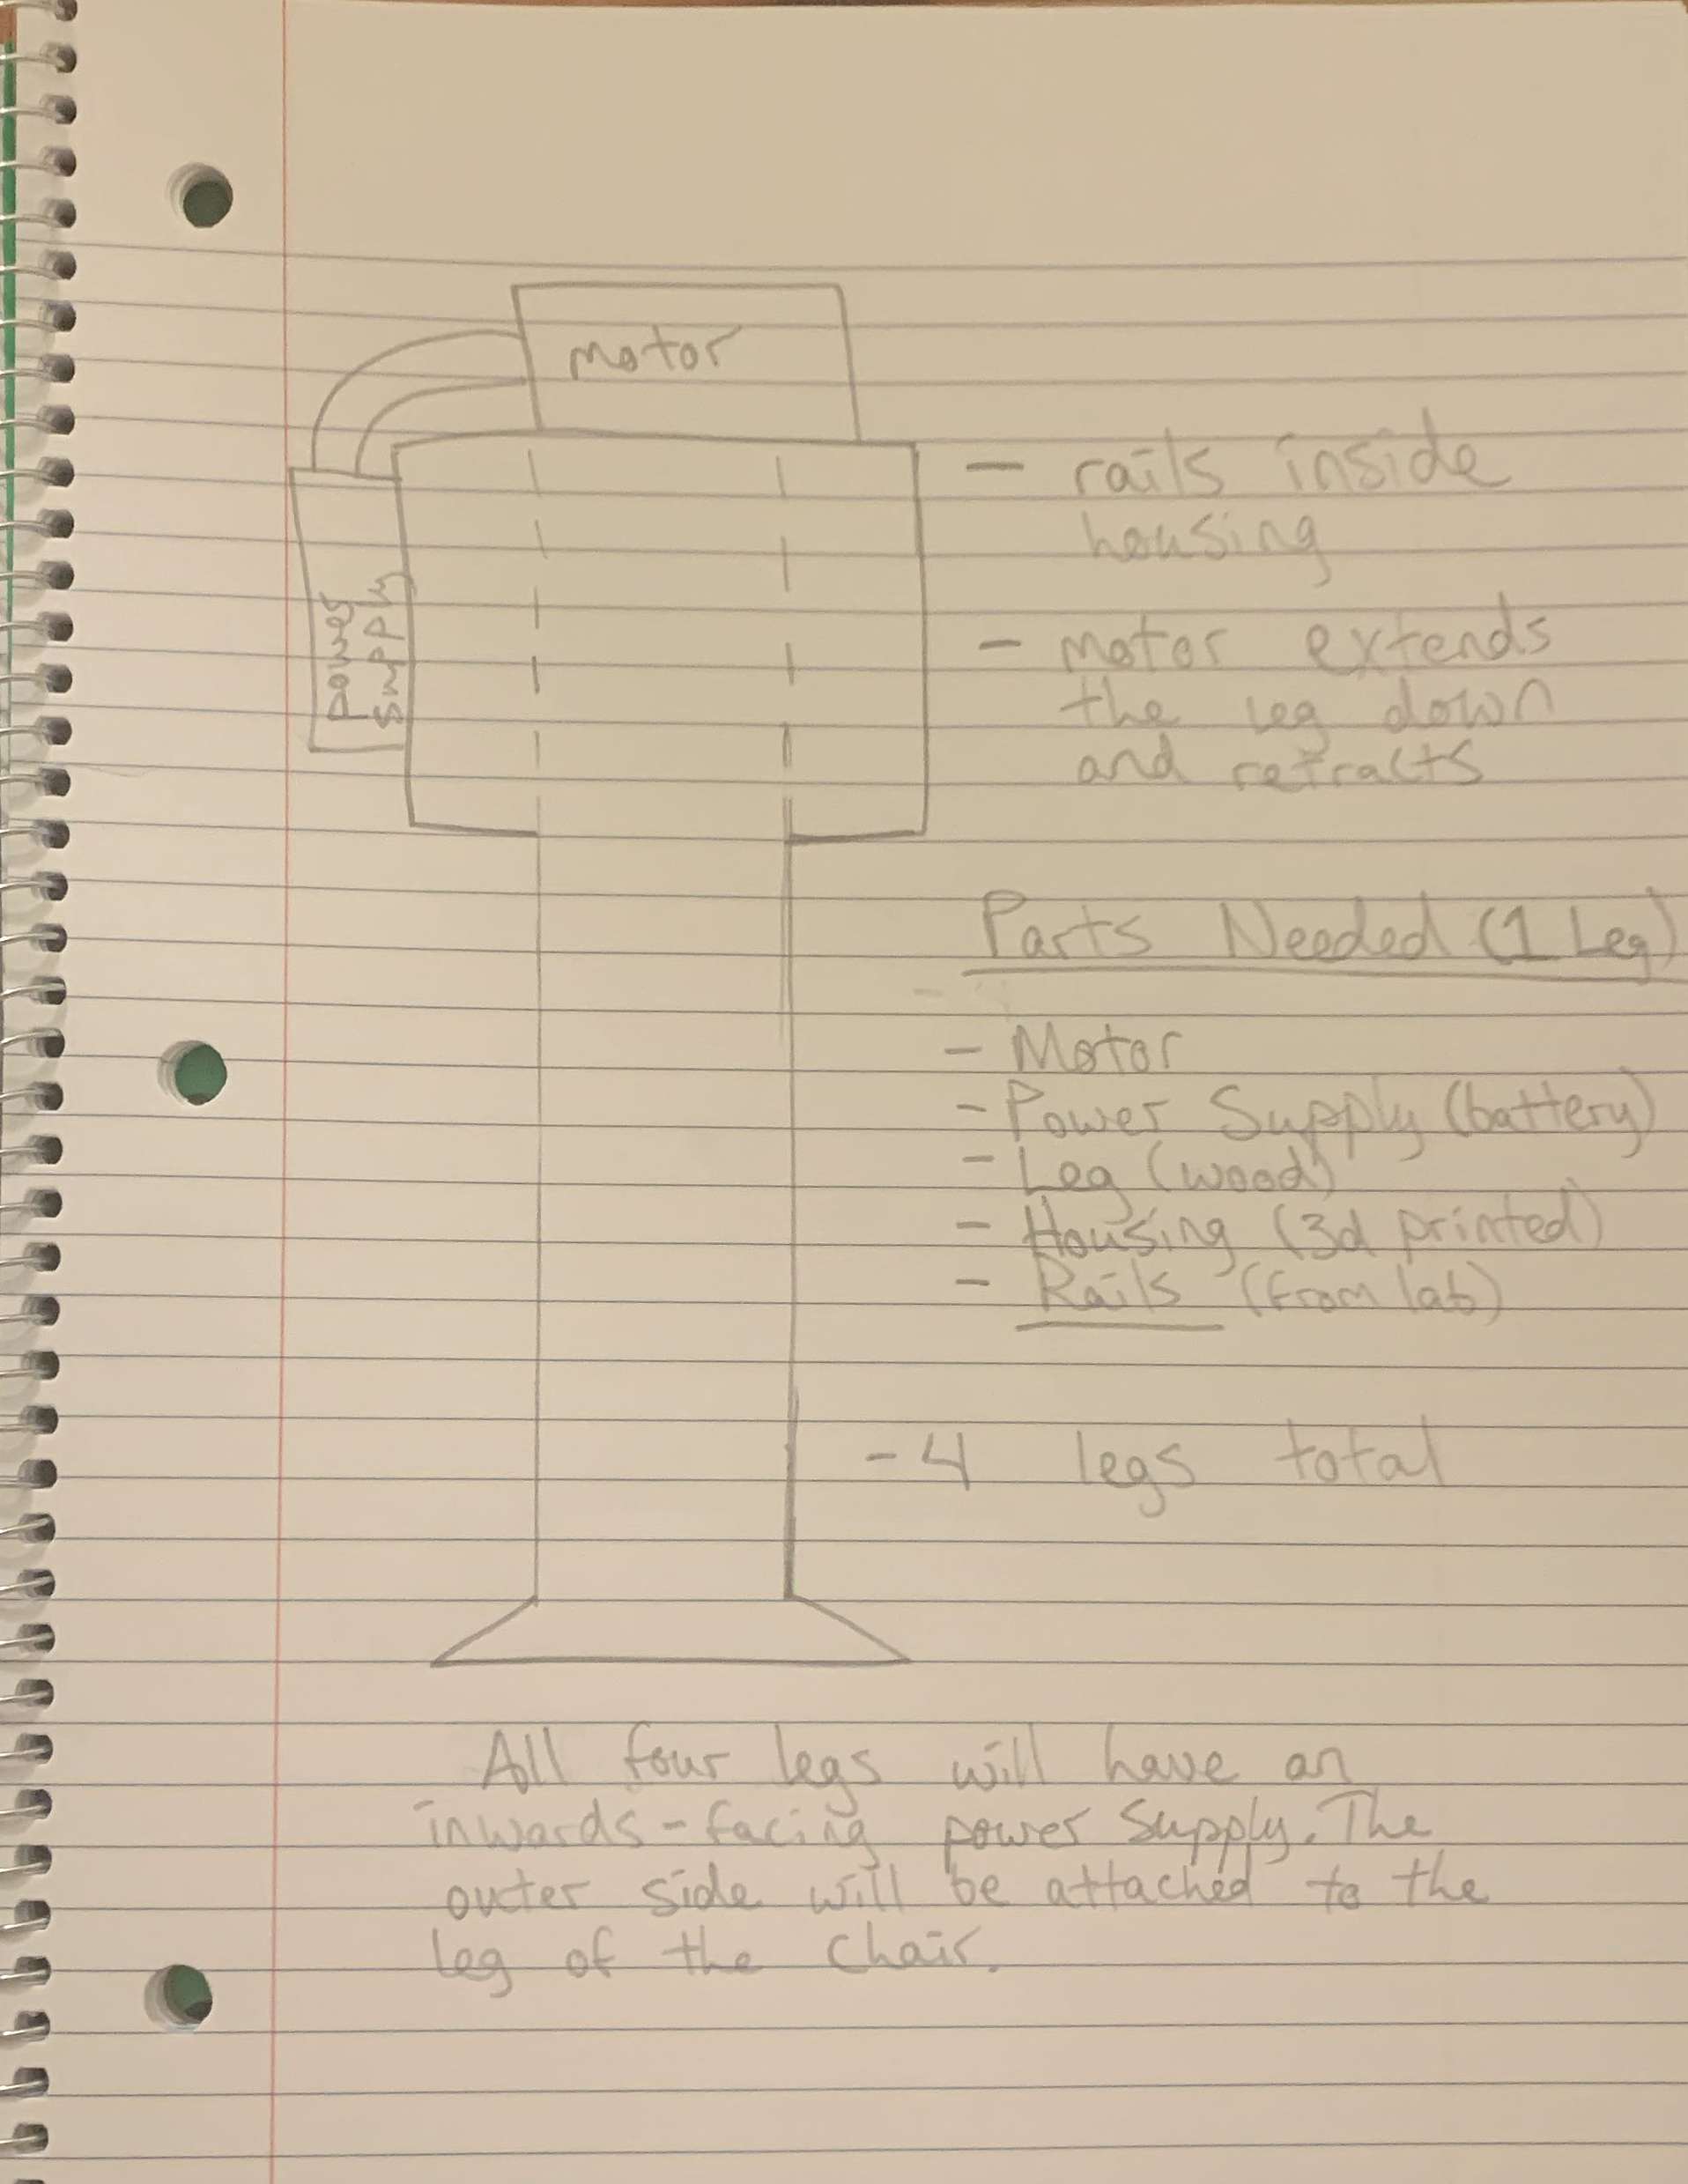 motor
Power
Supply
- rails inside
housing
- motor extends
the leg down
and retracts
Parts Needed (1 Leg)
- Motor
- Power Supply (battery)
- Leg (wood)
- Housing (3d printed)
- Rails (from lab)
- 4 legs total
All four legs will have an
inwards-facing power supply. The
outer side will be attached to the
leg of the chair.